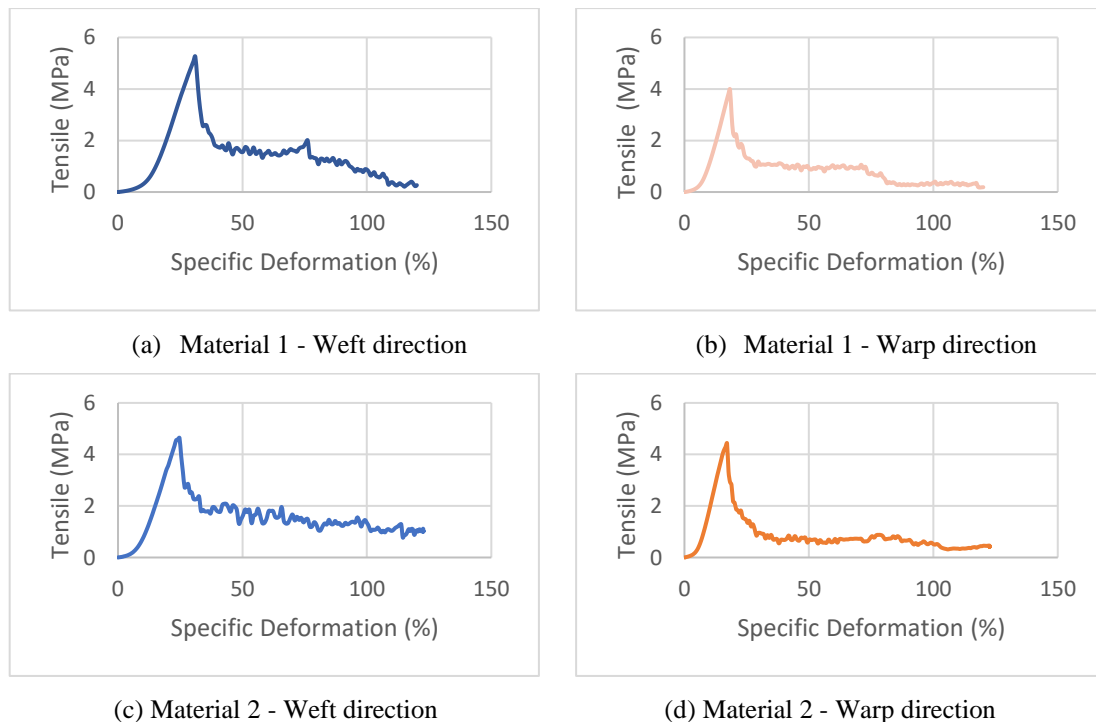 6
4
2
0
Tensile (MPa)
0 50 100 150
Specific Deformation (%)
6
4
2
0
Tensile (MPa)
0 50 100 150
Specific Deformation (%)
(a) Material 1 - Weft direction
(b) Material 1 - Warp direction
6
4
2
0
Tensile (MPa)
0 50 100 150
Specific Deformation (%)
6
4
2
0
Tensile (MPa)
0 50 100 150
Specific Deformation (%)
(c) Material 2 - Weft direction
(d) Material 2 - Warp direction